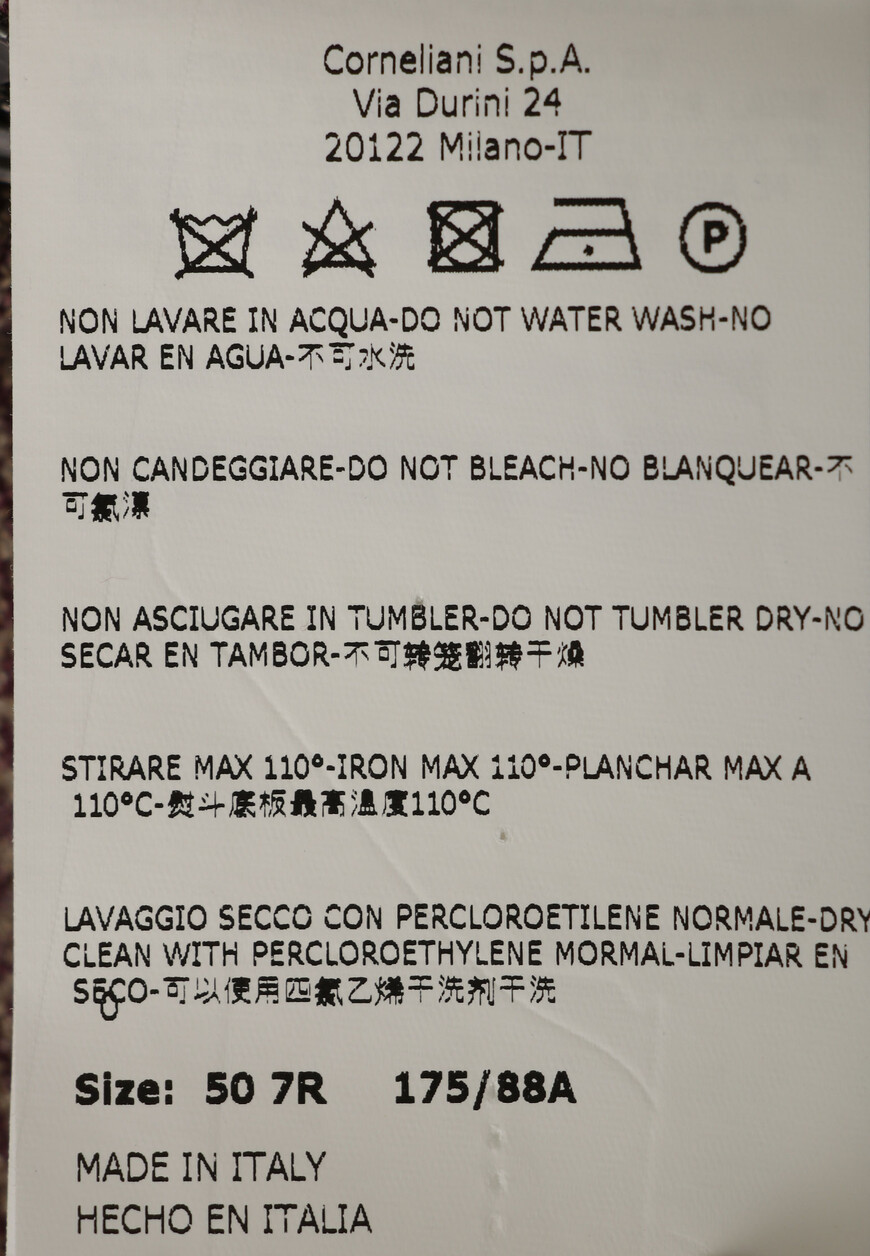 Corneliani S.p.A.
Via Durini 24
20122 Milano-IT
P
NON LAVARE IN ACQUA-DO NOT WATER WASH-NO
LAVAR EN AGUA-不可水洗
NON CANDEGGIARE-DO NOT BLEACH-NO BLANQUEAR-不
可氯漂
NON ASCIUGARE IN TUMBLER-DO NOT TUMBLER DRY-NO
SECAR EN TAMBOR-不可转笼翻转干燥
STIRARE MAX 110°-IRON MAX 110°-PLANCHAR MAX A
110°C-熨斗底板最高温度110°C
LAVAGGIO SECCO CON PERCLOROETILENE NORMALE-DRY
CLEAN WITH PERCLOROETHYLENE MORMAL-LIMPIAR EN
SECO-可以使用四氯乙烯干洗剂干洗
Size: 50 7R 175/88A
MADE IN ITALY
HECHO EN ITALIA